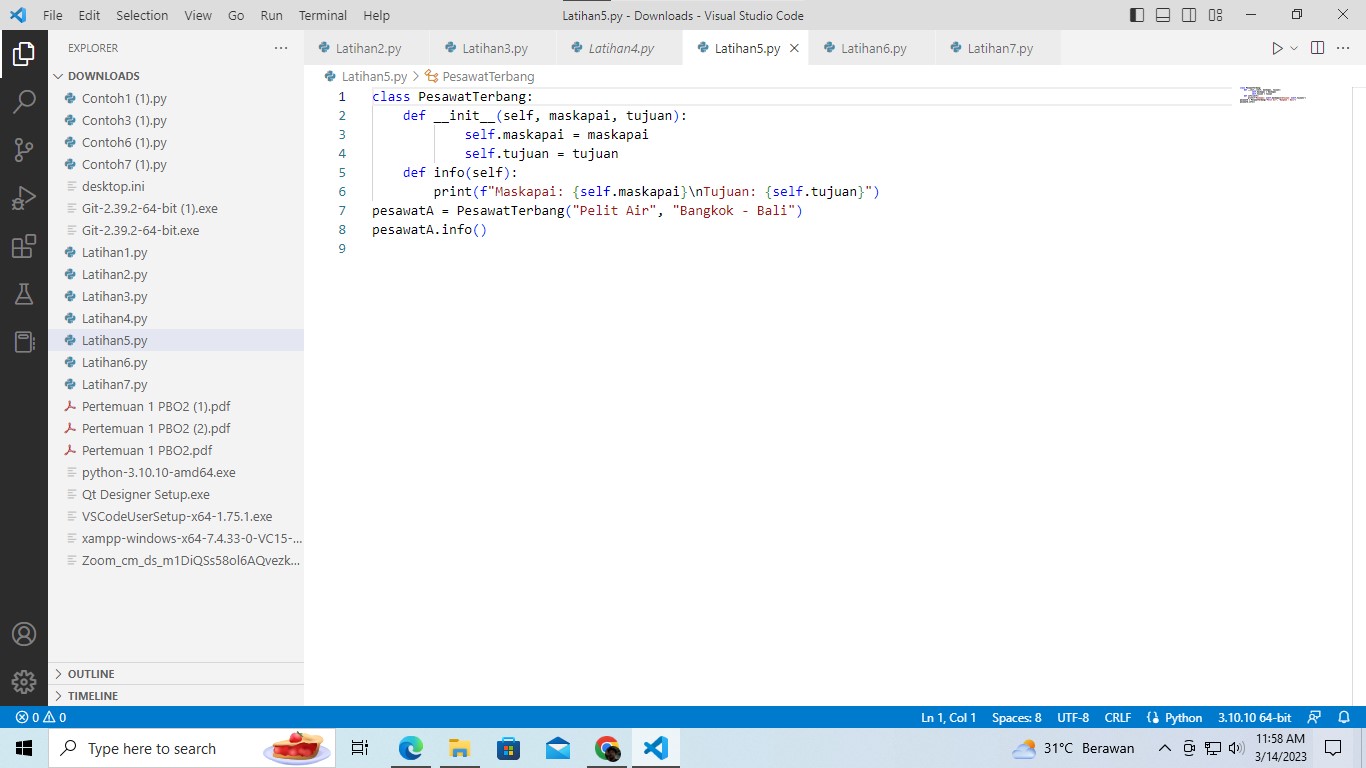 File Edit Selection View Go Run Terminal Help
Latihan5.py - Downloads - Visual Studio Code
EXPLORER
DOWNLOADS
Contoh1 (1).py
Contoh3 (1).py
Contoh6 (1).py
Contoh7 (1).py
desktop.ini
Git-2.39.2-64-bit (1).exe
Git-2.39.2-64-bit.exe
Latihan1.py
Latihan2.py
Latihan3.py
Latihan4.py
Latihan5.py
Latihan6.py
Latihan7.py
Pertemuan 1 PBO2 (1).pdf
Pertemuan 1 PBO2 (2).pdf
Pertemuan 1 PBO2.pdf
python-3.10.10-amd64.exe
Qt Designer Setup.exe
VSCodeUserSetup-x64-1.75.1.exe
xampp-windows-x64-7.4.33-0-VC15-...
Zoom_cm_ds_m1DiQSs58ol6AQvezk...
OUTLINE
TIMELINE
Latihan2.py Latihan3.py Latihan4.py Latihan5.py Latihan6.py Latihan7.py
Latihan5.py > PesawatTerbang
1 class PesawatTerbang:
2 def __init__(self, maskapai, tujuan):
3 self.maskapai = maskapai
4 self.tujuan = tujuan
5 def info(self):
6 print(f"Maskapai: {self.maskapai}\nTujuan: {self.tujuan}")
7 pesawatA = PesawatTerbang("Pelit Air", "Bangkok - Bali")
8 pesawatA.info()
9
0 0 Ln 1, Col 1 Spaces: 8 UTF-8 CRLF Python 3.10.10 64-bit
Type here to search
31°C Berawan
11:58 AM
3/14/2023